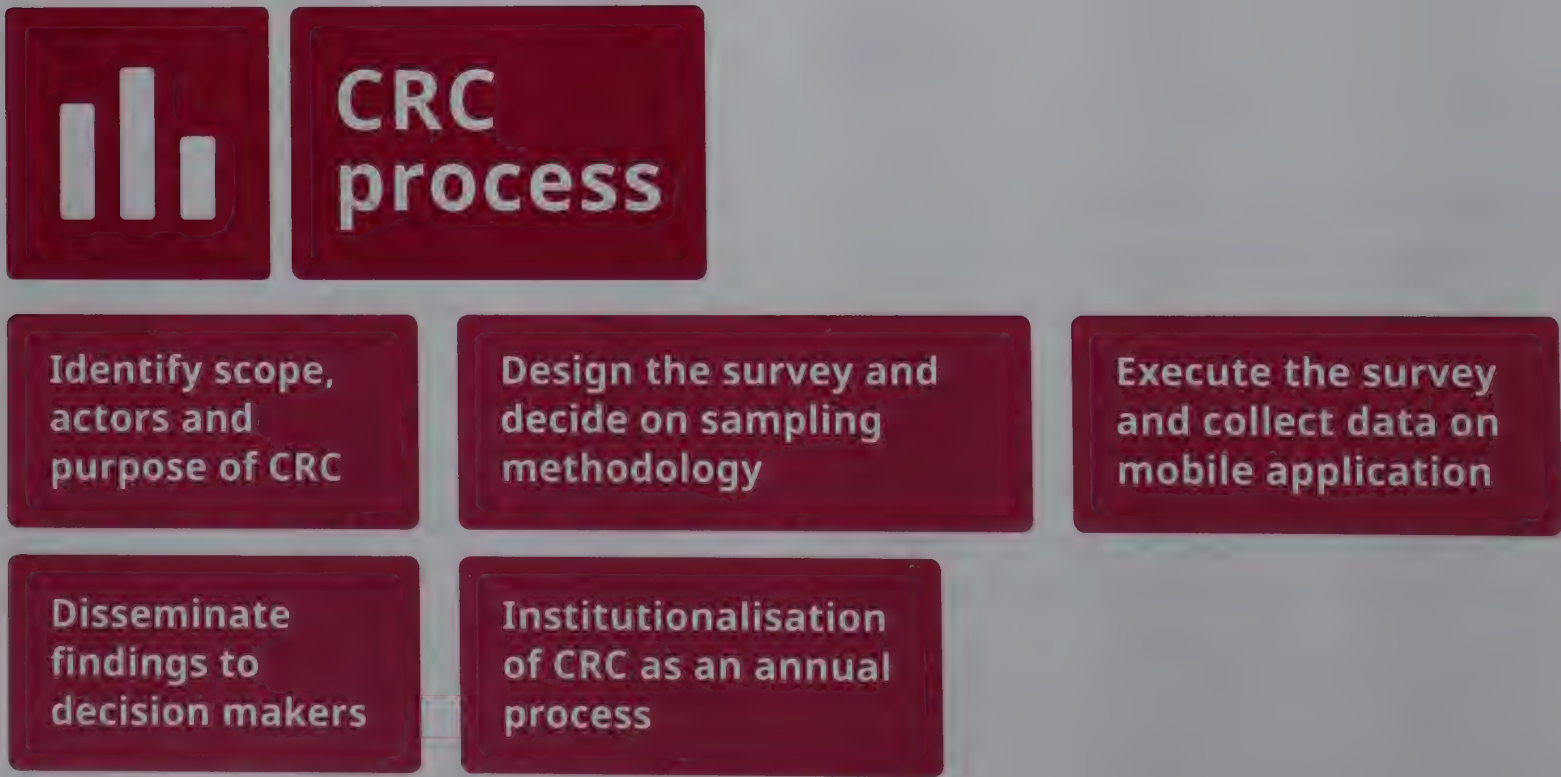 CRC
process
Identify scope,
actors and
purpose of CRC
Design the survey and
decide on sampling
methodology
Execute the survey
and collect data on
mobile application
Disseminate
findings to
decision makers
Institutionalisation
of CRC as an annual
process